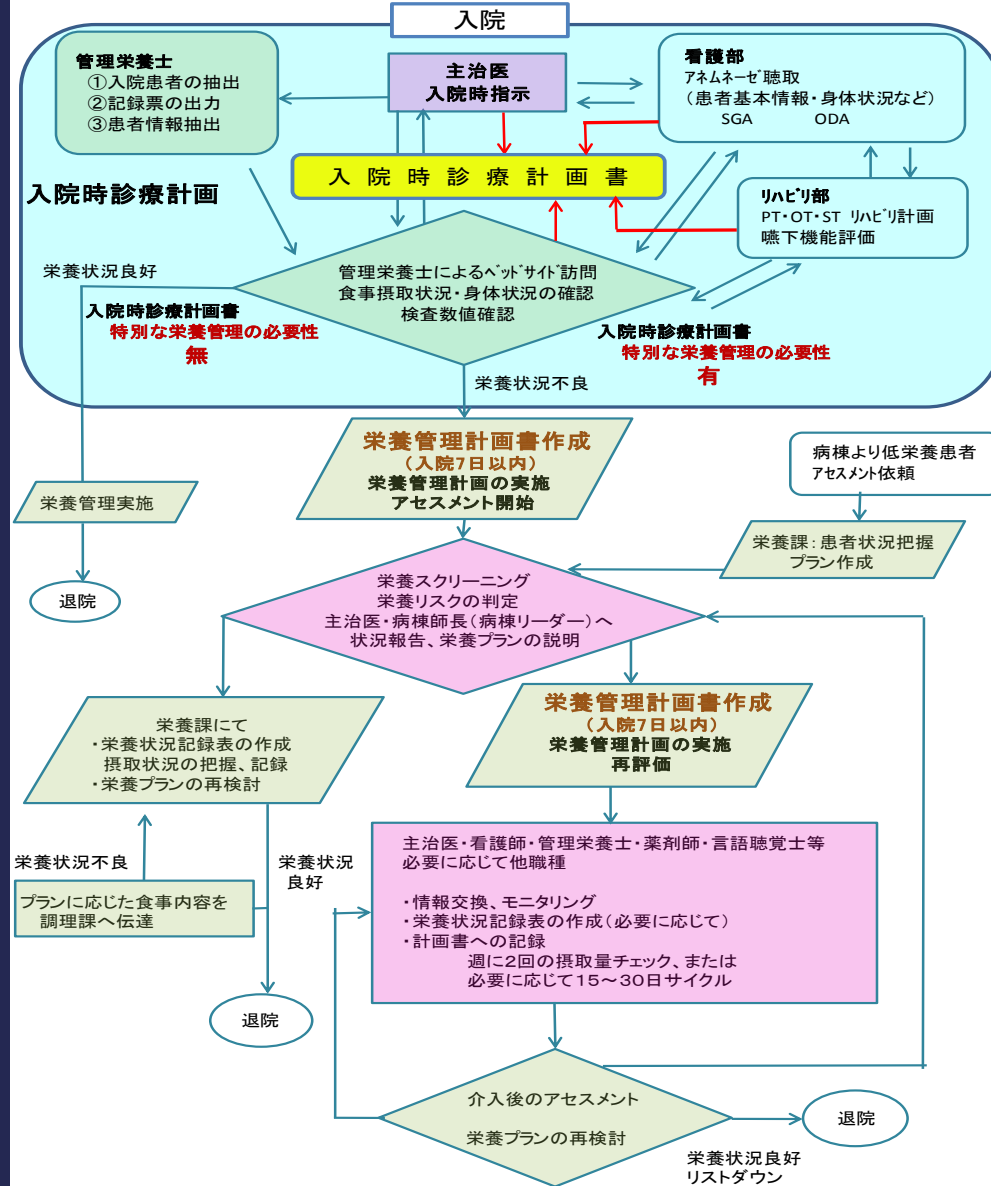 入院
管理栄養士
①入院患者の抽出
②記録票の出力
③患者情報抽出
主治医
入院時指示
看護部
アネムネーゼ聴取
(患者基本情報・身体状況など)
SGA ODA
入院時診療計画書
リハビリ部
PT・OT・ST リハビリ計画
嚥下機能評価
入院時診療計画
栄養状況良好
管理栄養士によるベッドサイド訪問
食事摂取状況・身体状況の確認
検査数値確認
入院時診療計画書
特別な栄養管理の必要性
無
入院時診療計画書
特別な栄養管理の必要性
有
栄養状況不良
栄養管理計画書作成
(入院7日以内)
栄養管理計画の実施
アセスメント開始
病棟より低栄養患者
アセスメント依頼
栄養管理実施
栄養課:患者状況把握
プラン作成
退院
栄養スクリーニング
栄養リスクの判定
主治医・病棟師長(病棟リーダー)へ
状況報告、栄養プランの説明
栄養課にて
・栄養状況記録表の作成
摂取状況の把握、記録
・栄養プランの再検討
栄養管理計画書作成
(入院7日以内)
栄養管理計画の実施
再評価
栄養状況不良
栄養状況
良好
プランに応じた食事内容を
調理課へ伝達
主治医・看護師・管理栄養士・薬剤師・言語聴覚士等
必要に応じて他職種
・情報交換、モニタリング
・栄養状況記録表の作成(必要に応じて)
・計画書への記録
週に2回の摂取量チェック、または
必要に応じて15～30日サイクル
退院
介入後のアセスメント
栄養プランの再検討
退院
栄養状況良好
リストダウン